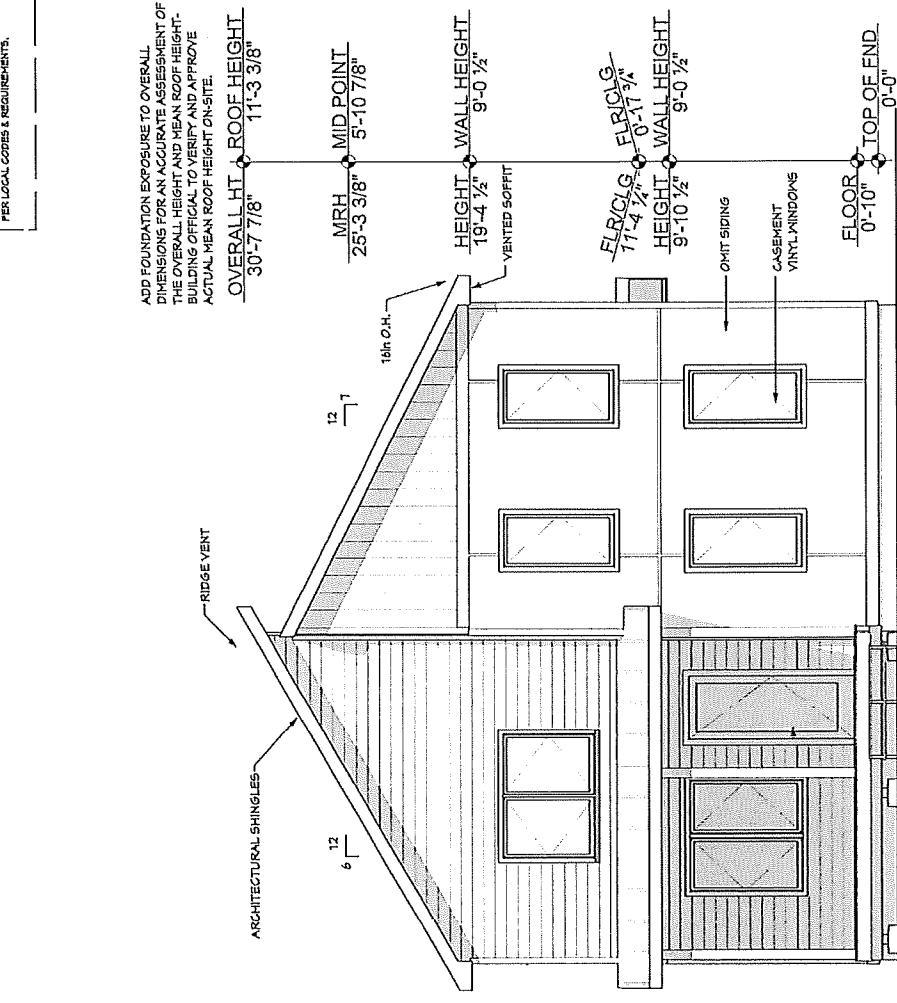 PER LOCAL CODES & REQUIREMENTS.
ADD FOUNDATION EXPOSURE TO OVERALL
DIMENSIONS FOR AN ACCURATE ASSESSMENT OF
THE OVERALL HEIGHT AND MEAN ROOF HEIGHT-
BUILDING OFFICIAL TO VERIFY AND APPROVE
ACTUAL MEAN ROOF HEIGHT ON-SITE.
OVERALL HT
30'-7 7/8"
ROOF HEIGHT
11'-3 3/8"
MRH
25'-3 3/8"
MID POINT
5'-10 7/8"
HEIGHT
19'-4 ½"
WALL HEIGHT
9'-0 ½"
FLR/CLG
11'-4 ¼"
FLR/CLG
0'-17 ¾"
HEIGHT
9'-10 ½"
WALL HEIGHT
9'-0 ½"
FLOOR
0'-10"
TOP OF FND
0'-0"
RIDGE VENT
ARCHITECTURAL SHINGLES
12
6
12
7
16in O.H.
VENTED SOFFIT
OMIT SIDING
CASEMENT
VINYL WINDOWS